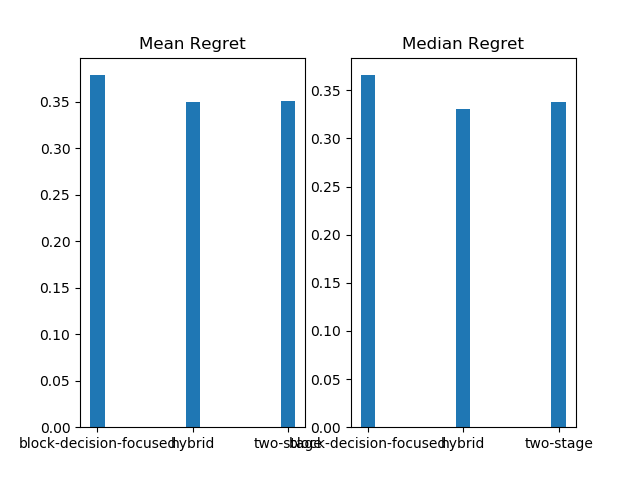 Mean Regret
0.35
0.30
0.25
0.20
0.15
0.10
0.05
0.00
block-decision-focused
hybrid
two-stage
Median Regret
0.35
0.30
0.25
0.20
0.15
0.10
0.05
0.00
block-decision-focused
hybrid
two-stage